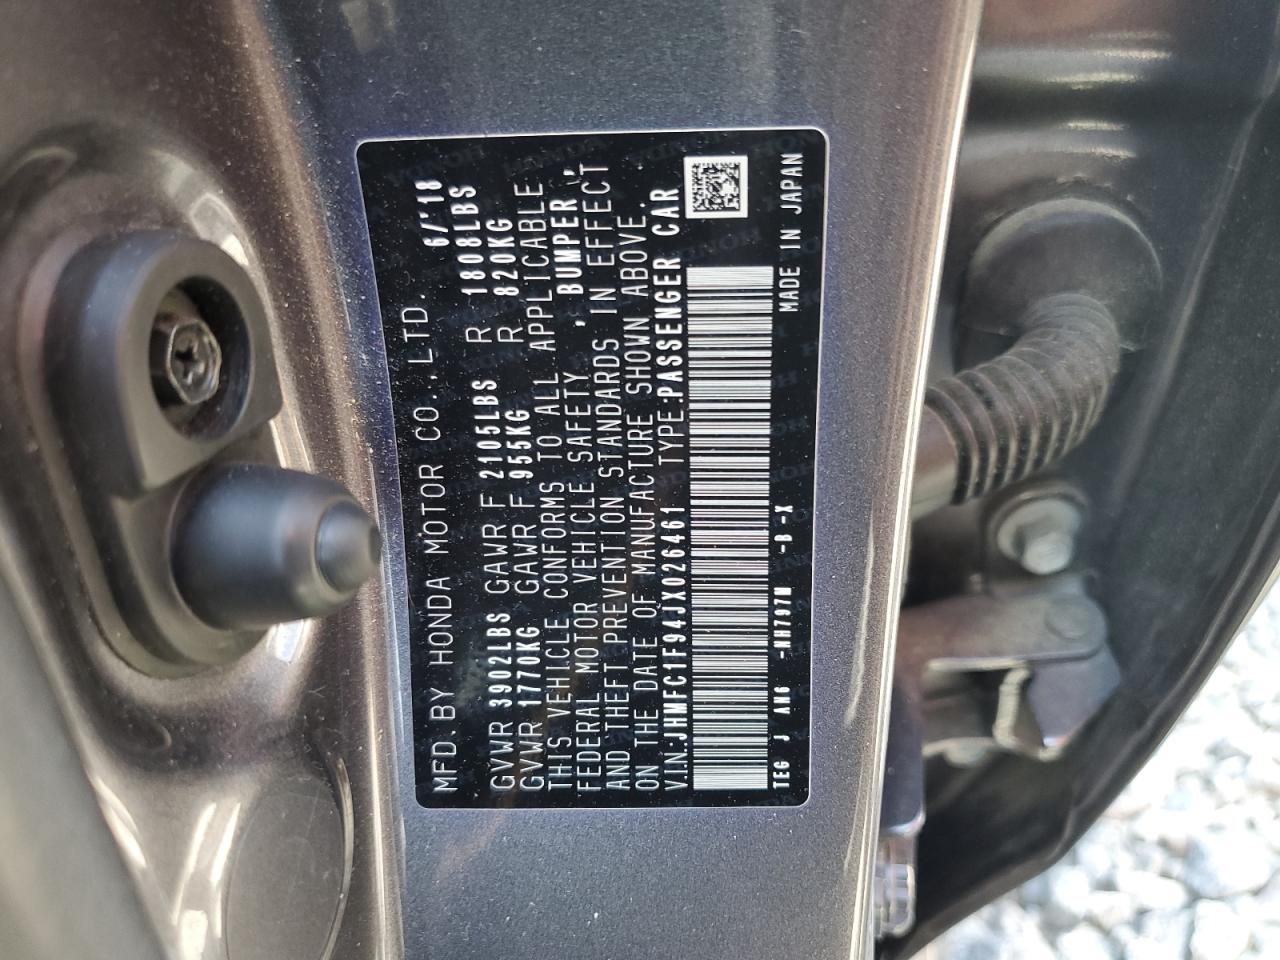 MFD. BY HONDA MOTOR CO., LTD. 6/'18
GVWR 3902LBS GAWR F 2105LBS R 1808LBS
GVWR 1770KG GAWR F 955KG R 820KG
THIS VEHICLE CONFORMS TO ALL APPLICABLE
FEDERAL MOTOR VEHICLE SAFETY , BUMPER ,
AND THEFT PREVENTION STANDARDS IN EFFECT
ON THE DATE OF MANUFACTURE SHOWN ABOVE.
V.I.N:JHMFC1F94JX026461 TYPE:PASSENGER CAR
TEG J / AH6 -NH797M -B-X MADE IN JAPAN